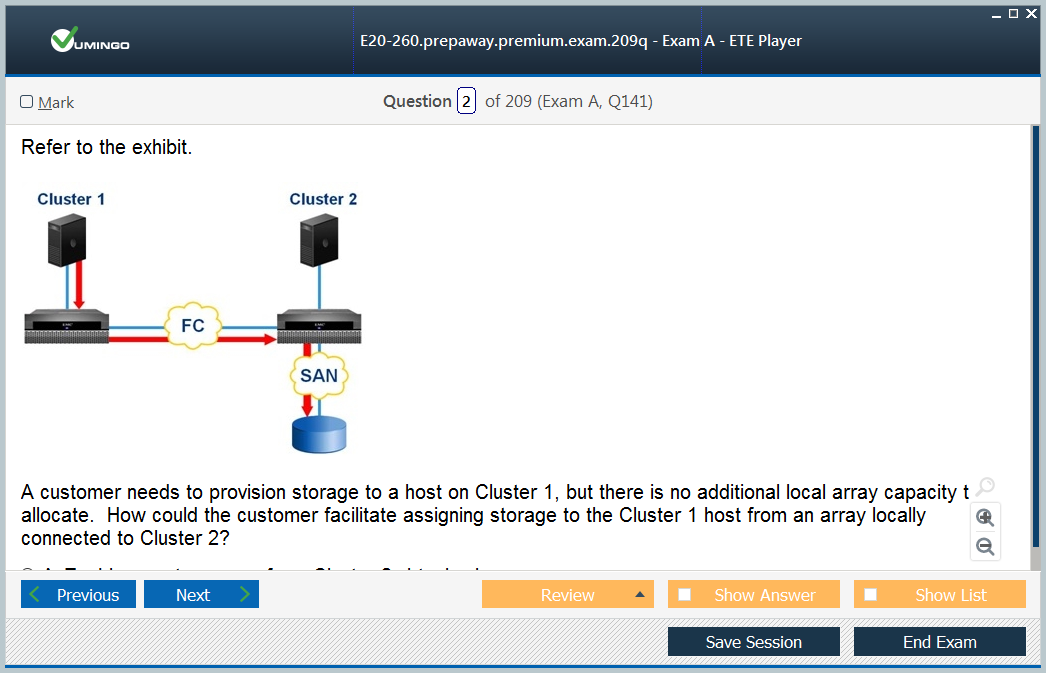 VUMINGO
E20-260.prepaway.premium.exam.209q - Exam A - ETE Player
Mark
Question 2 of 209 (Exam A, Q141)
Refer to the exhibit.
Cluster 1
Cluster 2
FC
SAN
A customer needs to provision storage to a host on Cluster 1, but there is no additional local array capacity t
allocate. How could the customer facilitate assigning storage to the Cluster 1 host from an array locally
connected to Cluster 2?
Previous
Next
Review
Show Answer
Show List
Save Session
End Exam